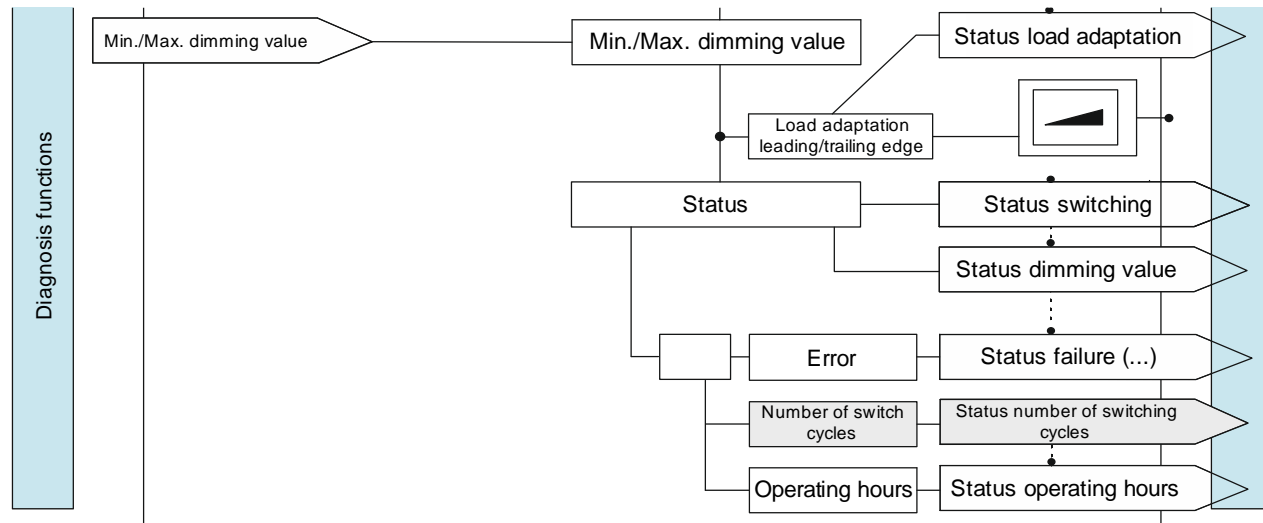 Diagnosis functions
Min./Max. dimming value
Min./Max. dimming value
Status load adaptation
Load adaptation
leading/trailing edge
Status
Status switching
Status dimming value
Error
Status failure (...)
Number of switch
cycles
Status number of switching
cycles
Operating hours
Status operating hours